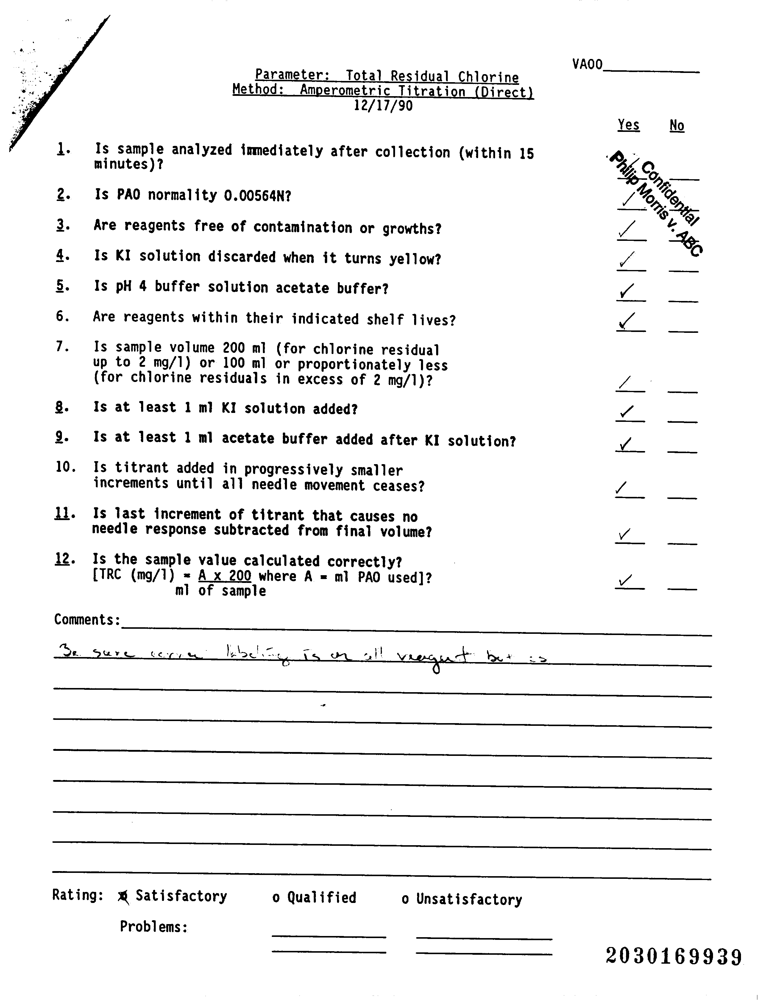 VA00
Parameter: Total Residual Chlorine
Method: Amperometric Titration (Direct)
12/17/90
Yes No
1. Is sample analyzed immediately after collection (within 15
minutes)?
Confidential
Philip Morris v. ABC
2. Is PAO normality 0.00564N?
3. Are reagents free of contamination or growths?
4. Is KI solution discarded when it turns yellow?
5. Is pH 4 buffer solution acetate buffer?
6. Are reagents within their indicated shelf lives?
7. Is sample volume 200 ml (for chlorine residual
up to 2 mg/l) or 100 ml or proportionately less
(for chlorine residuals in excess of 2 mg/l)?
8. Is at least 1 ml KI solution added?
9. Is at least 1 ml acetate buffer added after KI solution?
10. Is titrant added in progressively smaller
increments until all needle movement ceases?
11. Is last increment of titrant that causes no
needle response subtracted from final volume?
12. Is the sample value calculated correctly?
[TRC (mg/l) = A x 200 where A = ml PAO used]?
ml of sample
Comments:
Be sure labeling is on all reagent
Rating: Satisfactory o Qualified o Unsatisfactory
Problems:
2030169939